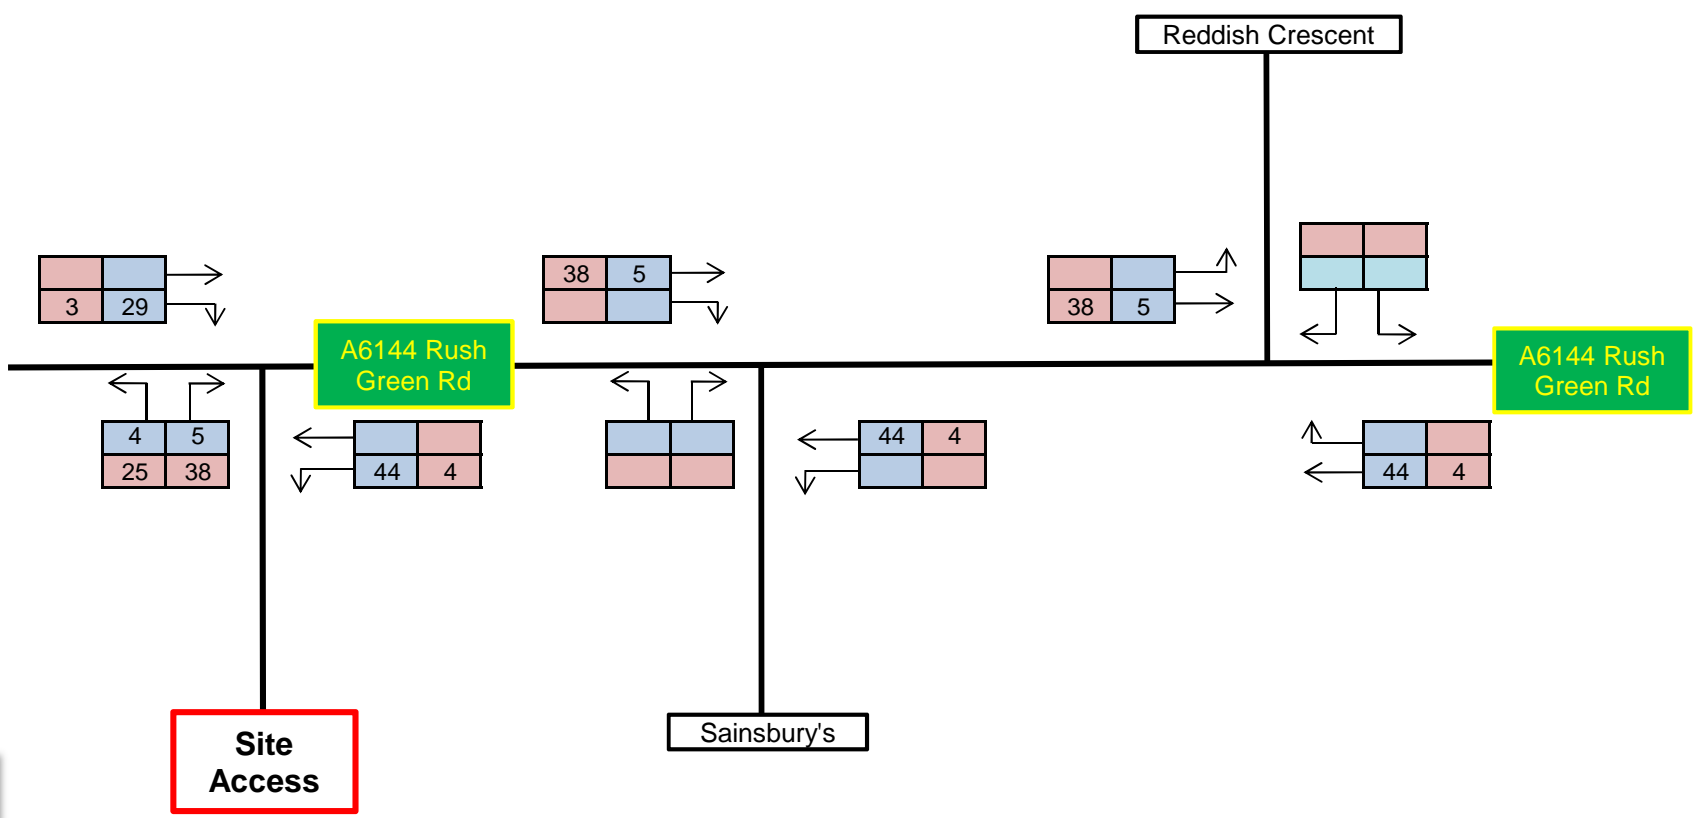 Reddish Crescent
38 5
3 29
38 5
A6144 Rush
Green Rd
A6144 Rush
Green Rd
4 5
25 38
44 4
44 4
44 4
Site
Access
Sainsbury's